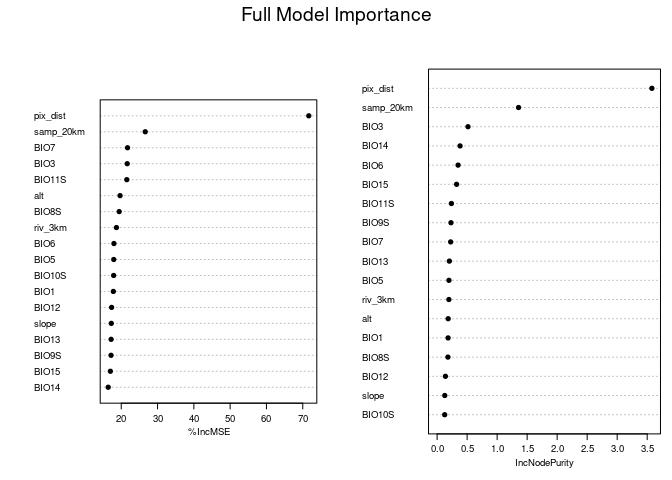 Full Model Importance
pix_dist
samp_20km
BIO7
BIO3
BIO11S
alt
BIO8S
riv_3km
BIO6
BIO5
BIO10S
BIO1
BIO12
slope
BIO13
BIO9S
BIO15
BIO14
20 30 40 50 60 70
%IncMSE
pix_dist
samp_20km
BIO3
BIO14
BIO6
BIO15
BIO11S
BIO9S
BIO7
BIO13
BIO5
riv_3km
alt
BIO1
BIO8S
BIO12
slope
BIO10S
0.0 0.5 1.0 1.5 2.0 2.5 3.0 3.5
IncNodePurity